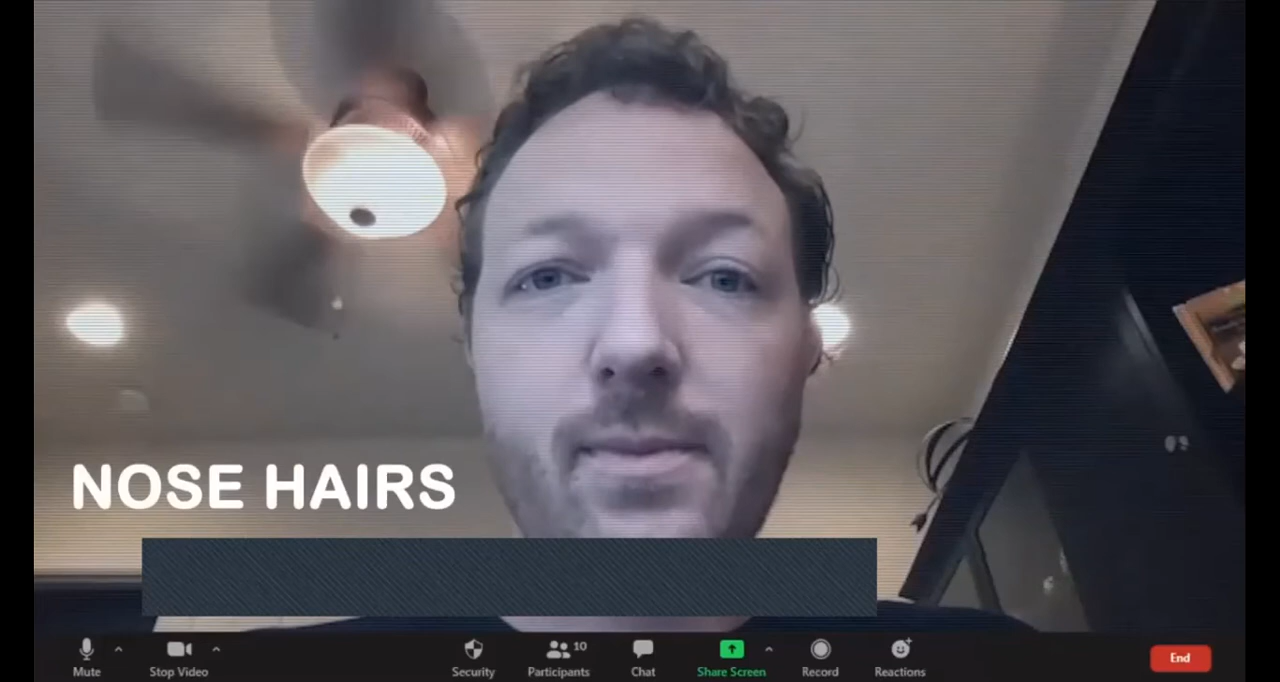 NOSE HAIRS
10
Mute
Stop Video
Security
Participants
Chat
Share Screen
Record
Reactions
End